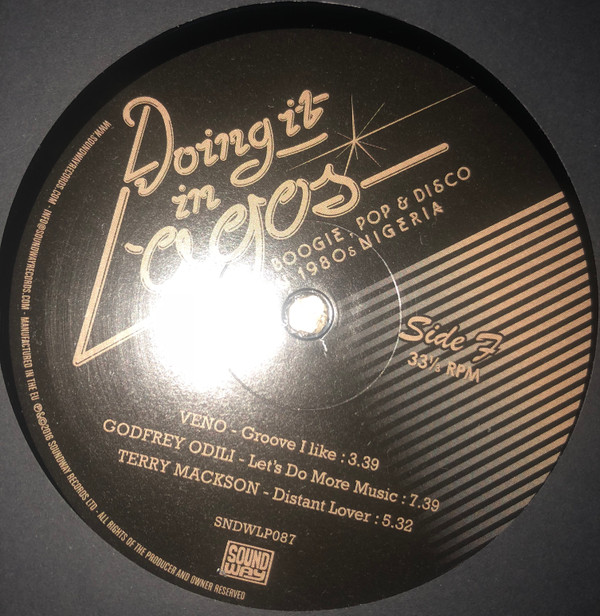 Doing it
in
Lagos
BOOGIE, POP & DISCO
1980s NIGERIA
Side F
33⅓ RPM
VENO - Groove I like : 3.39
GODFREY ODILI - Let's Do More Music : 7.39
TERRY MACKSON - Distant Lover : 5.32
SNDWLP087
SOUND
WAY
WWW.SOUNDWAYRECORDS.COM - INFO@SOUNDWAYRECORDS.COM - MANUFACTURED IN THE EU ℗&©2016 SOUNDWAY RECORDS LTD - ALL RIGHTS OF THE PRODUCER AND OWNER RESERVED